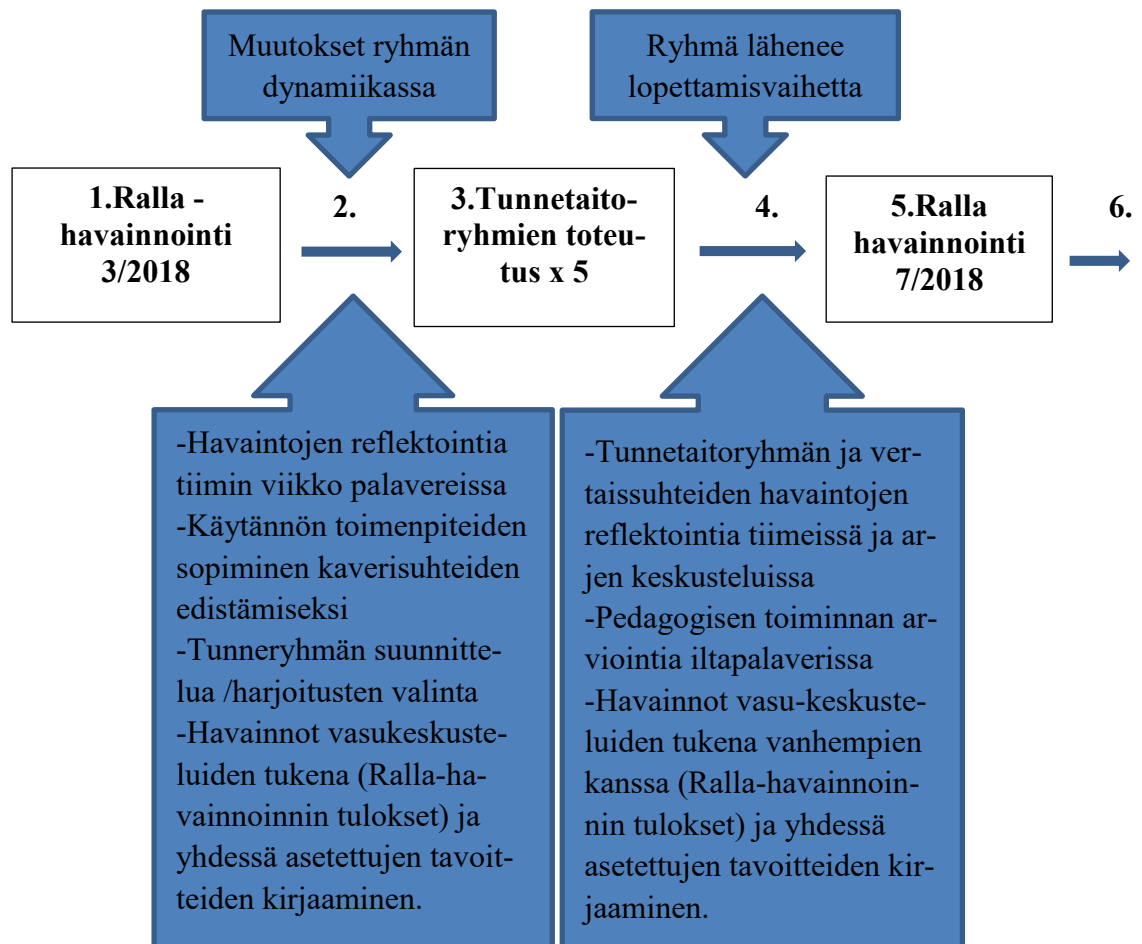 Muutokset ryhmän
dynamiikassa
Ryhmä lähenee
lopettamisvaihetta
1.Ralla -
havainnointi
3/2018
2.
3.Tunnetaito-
ryhmien toteu-
tus x 5
4.
5.Ralla
havainnointi
7/2018
6.
-Havaintojen reflektointia
tiimin viikko palavereissa
-Käytännön toimenpiteiden
sopiminen kaverisuhteiden
edistämiseksi
-Tunneryhmän suunnitte-
lua /harjoitusten valinta
-Havainnot vasukeskuste-
luiden tukena (Ralla-ha-
vainnoinnin tulokset) ja
yhdessä asetettujen tavoit-
teiden kirjaaminen.
-Tunnetaitoryhmän ja ver-
taissuhteiden havaintojen
reflektointia tiimeissä ja ar-
jen keskusteluissa
-Pedagogisen toiminnan ar-
viointia iltapalaverissa
-Havainnot vasu-keskuste-
luiden tukena vanhempien
kanssa (Ralla-havainnoin-
nin tulokset) ja yhdessä
asetettujen tavoitteiden kir-
jaaminen.